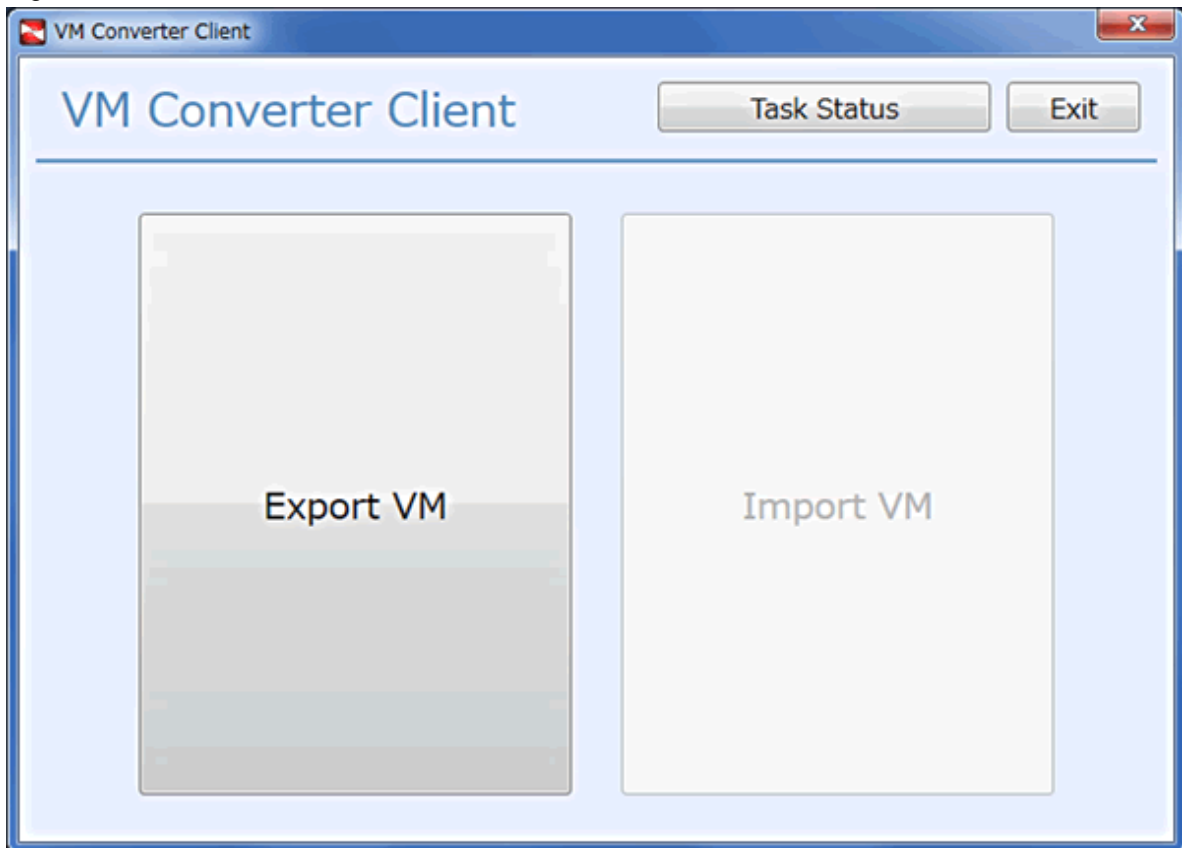 VM Converter Client
VM Converter Client
Task Status
Exit
Export VM
Import VM